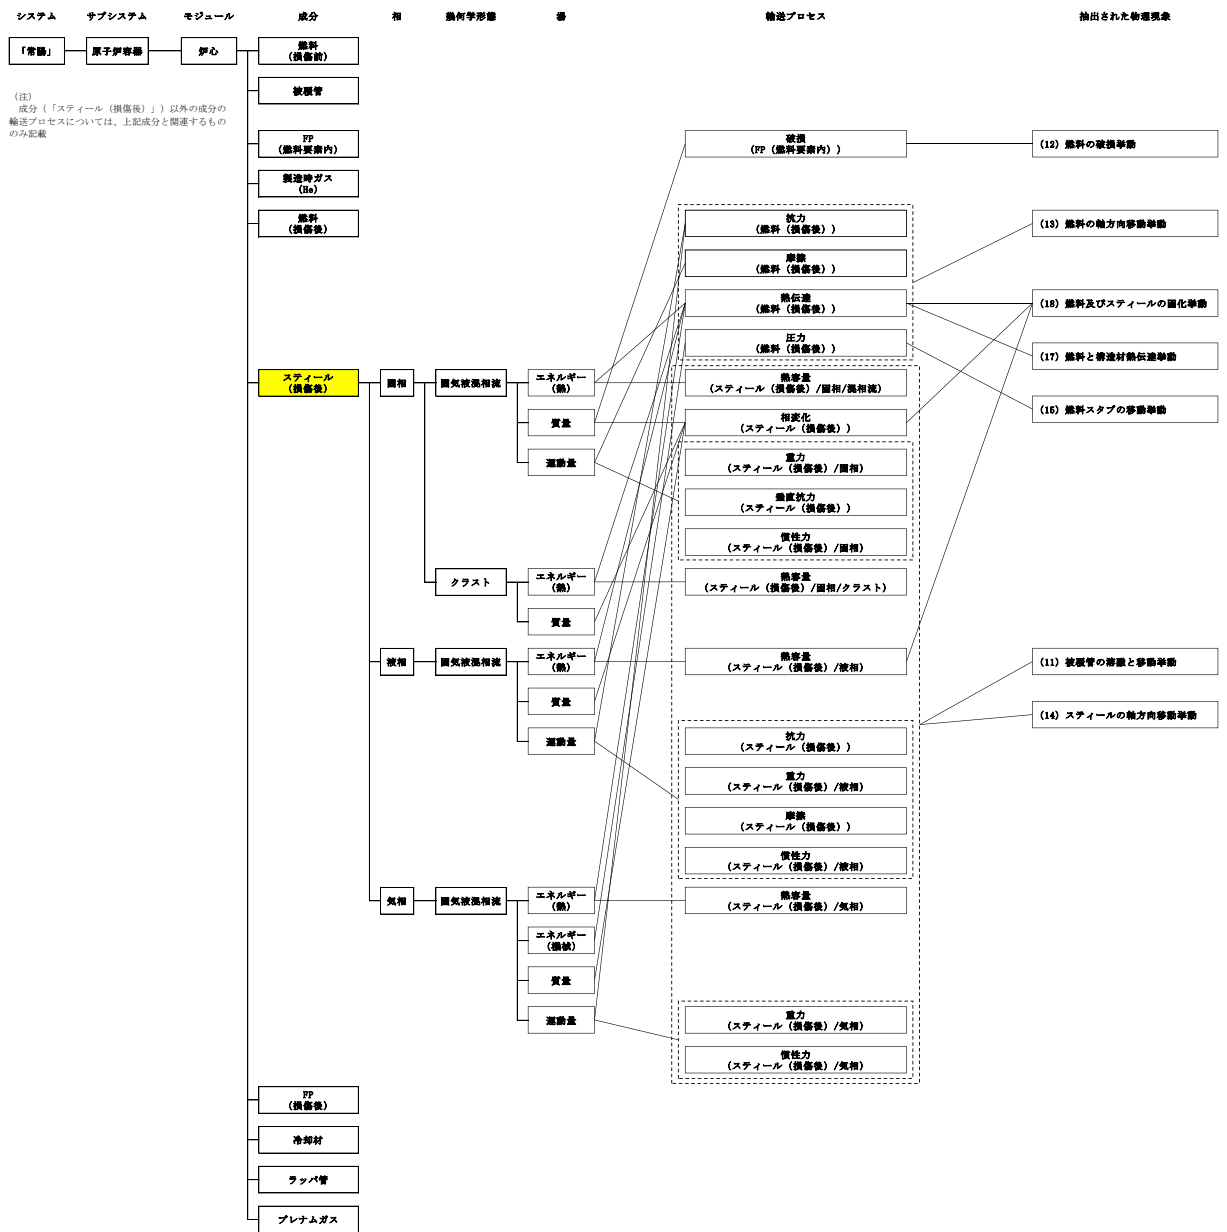 システム
サブシステム
モジュール
成分
相
幾何学形態
場
輸送プロセス
抽出された物理現象
「常陽」
原子炉容器
炉心
燃料
(損傷前)
(注)
成分(「スティール(損傷後)」)以外の成分の
輸送プロセスについては、上記成分と関連するもの
のみ記載
被覆管
FP
(燃料要素内)
製造時ガス
(He)
燃料
(損傷後)
スティール
(損傷後)
FP
(損傷後)
冷却材
ラッパ管
プレナムガス
固相
液相
気相
固気液混相流
クラスト
固気液混相流
固気液混相流
エネルギー
(熱)
質量
運動量
エネルギー
(熱)
質量
エネルギー
(熱)
質量
運動量
エネルギー
(熱)
エネルギー
(機械)
質量
運動量
破損
(FP(燃料要素内))
抗力
(燃料(損傷後))
摩擦
(燃料(損傷後))
熱伝達
(燃料(損傷後))
圧力
(燃料(損傷後))
熱容量
(スティール(損傷後)/固相/混相流)
相変化
(スティール(損傷後))
重力
(スティール(損傷後)/固相)
垂直抗力
(スティール(損傷後))
慣性力
(スティール(損傷後)/固相)
熱容量
(スティール(損傷後)/固相/クラスト)
熱容量
(スティール(損傷後)/液相)
抗力
(スティール(損傷後))
重力
(スティール(損傷後)/液相)
摩擦
(スティール(損傷後))
慣性力
(スティール(損傷後)/液相)
熱容量
(スティール(損傷後)/気相)
重力
(スティール(損傷後)/気相)
慣性力
(スティール(損傷後)/気相)
(12) 燃料の破損挙動
(13) 燃料の軸方向移動挙動
(18) 燃料及びスティールの固化挙動
(17) 燃料と構造材熱伝達挙動
(15) 燃料スタブの移動挙動
(11) 被覆管の溶融と移動挙動
(14) スティールの軸方向移動挙動